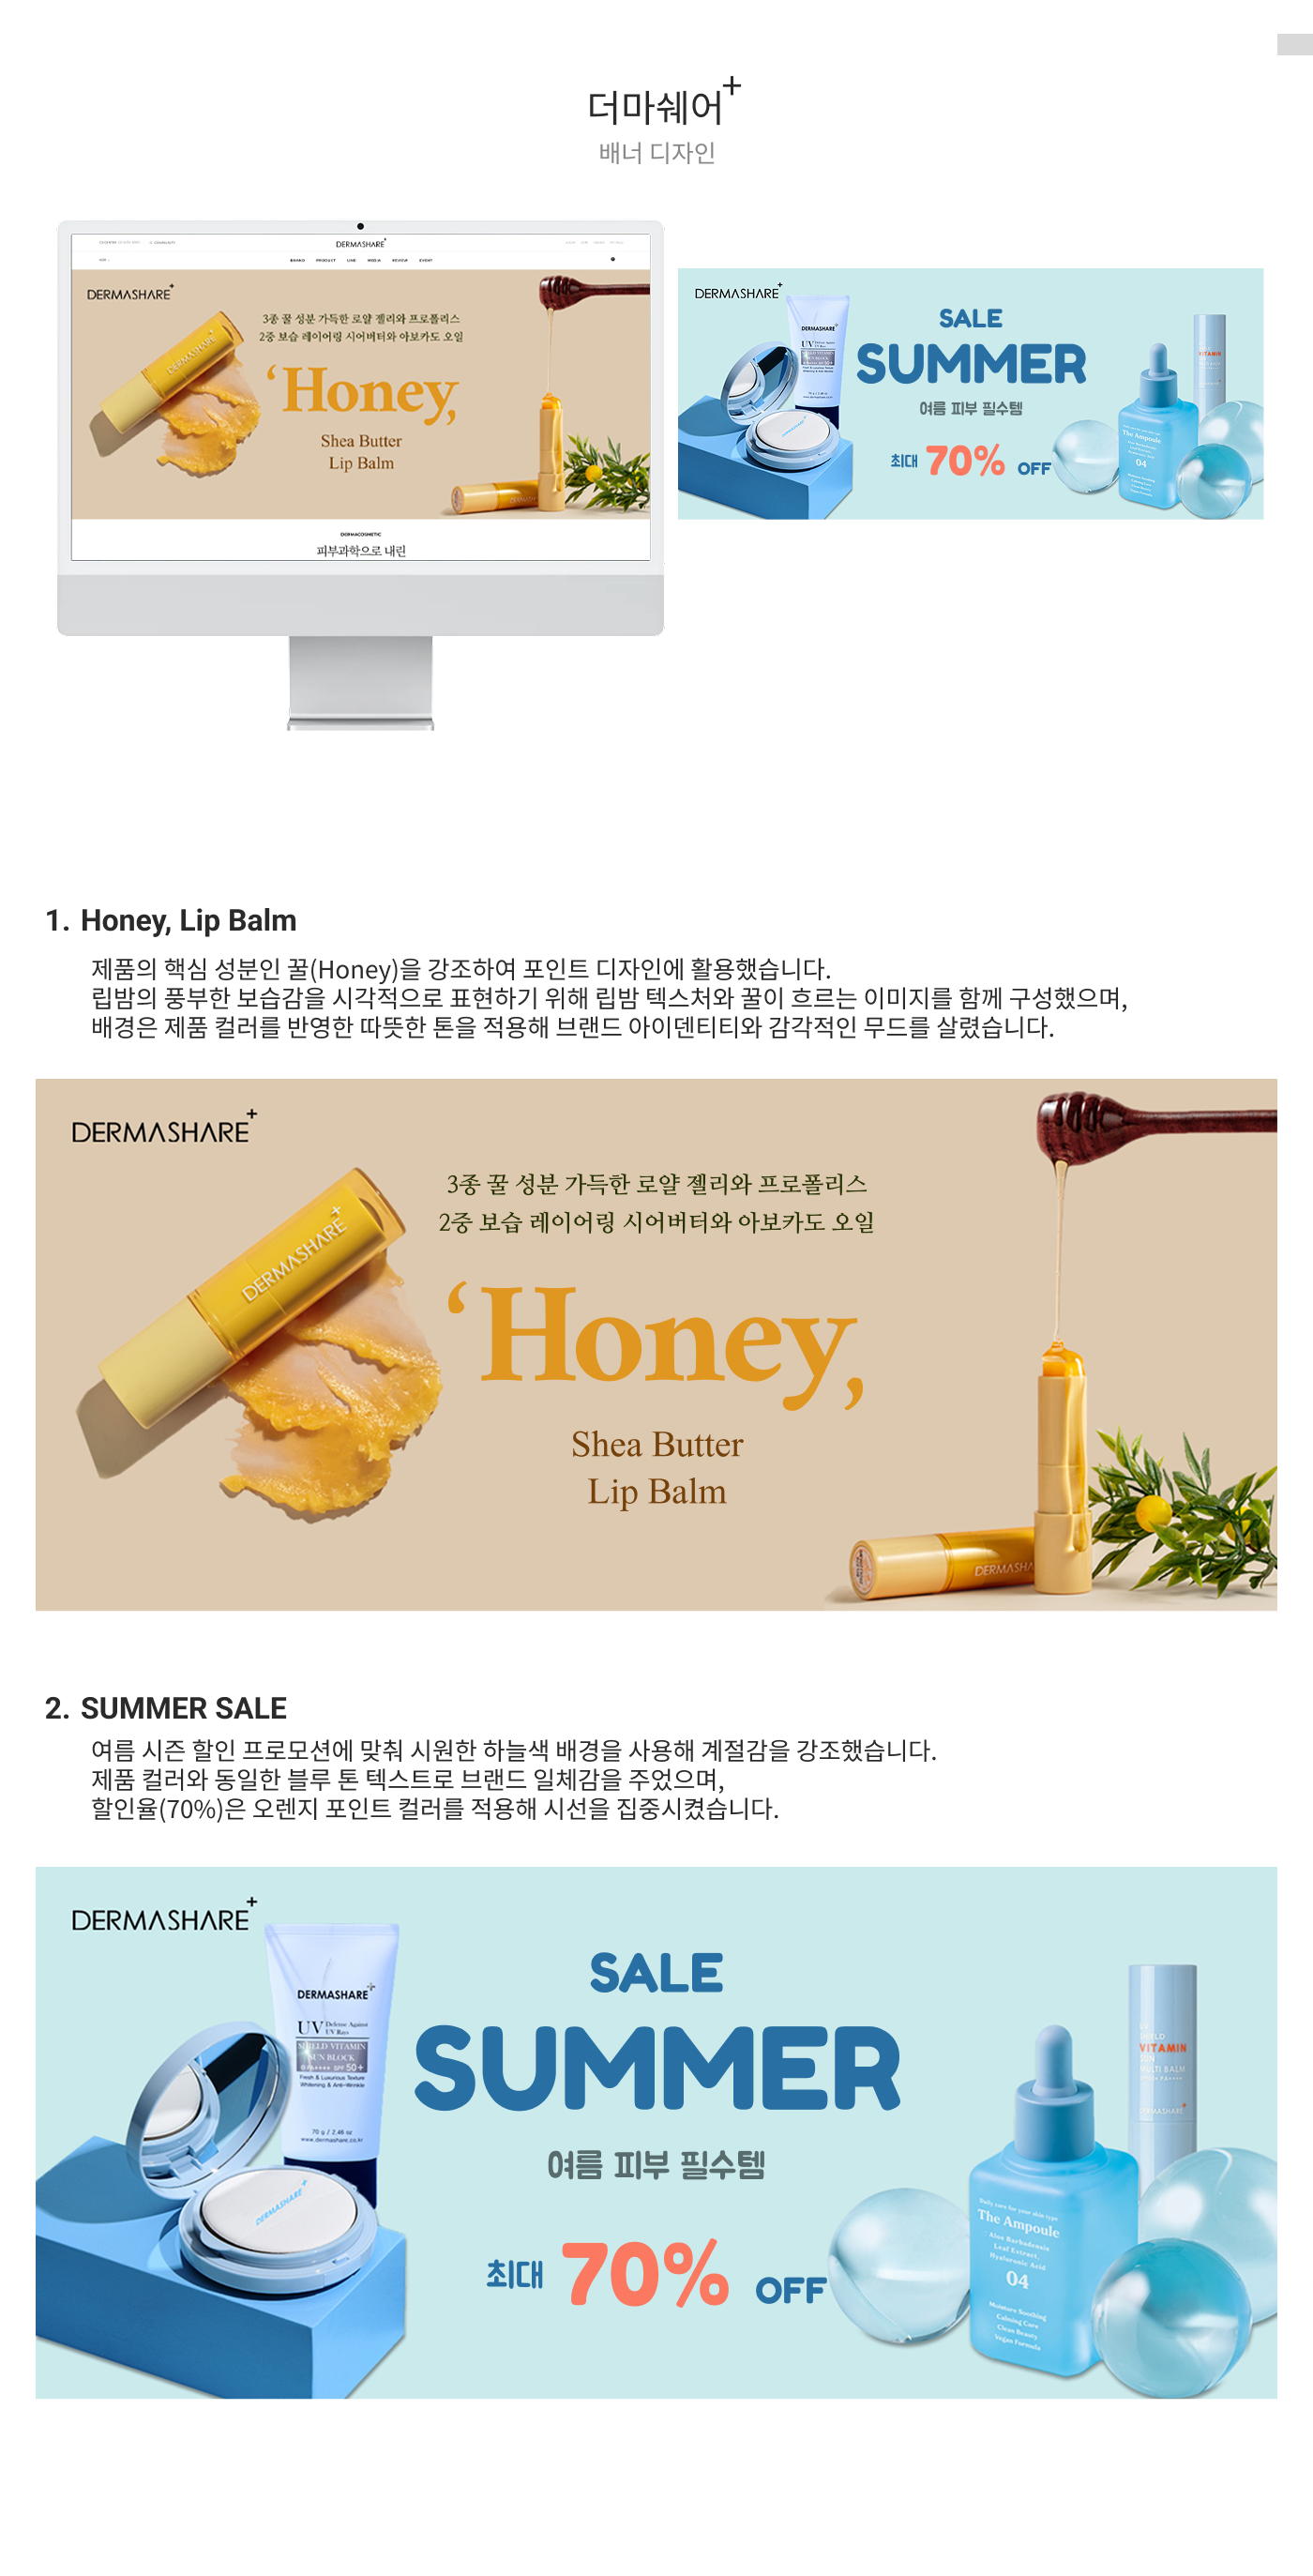 더마쉐어+
배너 디자인
DERMASHARE+
BRAND PRODUCT LINE MEDIA REVIEW EVENT
DERMASHARE+
3종 꿀 성분 가득한 로얄 젤리와 프로폴리스
2중 보습 레이어링 시어버터와 아보카도 오일
‘Honey,
Shea Butter
Lip Balm
DERMASHARE
DERMACOSMETIC
피부과학으로 내린
DERMASHARE+
SALE
SUMMER
여름 피부 필수템
최대 70% OFF
DERMASHARE
UV
VITAMIN
The Ampoule
04
1. Honey, Lip Balm
제품의 핵심 성분인 꿀(Honey)을 강조하여 포인트 디자인에 활용했습니다.
립밤의 풍부한 보습감을 시각적으로 표현하기 위해 립밤 텍스처와 꿀이 흐르는 이미지를 함께 구성했으며,
배경은 제품 컬러를 반영한 따뜻한 톤을 적용해 브랜드 아이덴티티와 감각적인 무드를 살렸습니다.
DERMASHARE+
3종 꿀 성분 가득한 로얄 젤리와 프로폴리스
2중 보습 레이어링 시어버터와 아보카도 오일
DERMASHARE+
‘Honey,
Shea Butter
Lip Balm
2. SUMMER SALE
여름 시즌 할인 프로모션에 맞춰 시원한 하늘색 배경을 사용해 계절감을 강조했습니다.
제품 컬러와 동일한 블루 톤 텍스트로 브랜드 일체감을 주었으며,
할인율(70%)은 오렌지 포인트 컬러를 적용해 시선을 집중시켰습니다.
DERMASHARE+
SALE
SUMMER
여름 피부 필수템
최대 70% OFF
DERMASHARE+
UV Defense Against
UV Rays
SHIELD VITAMIN
SUN BLOCK
SPF 50+
Fresh & Luxurious Texture
Whitening & Anti-Wrinkle
70 g / 2.46 oz
www.dermashare.co.kr
DERMASHARE+
UV
SHIELD
VITAMIN
SUN
MULTI BALM
DERMASHARE+
Daily care for your skin type
The Ampoule
Aloe Barbadensis
Leaf Extract,
Hyaluronic Acid
04
Moisture Soothing
Calming Care
Clean Beauty
Vegan Formula